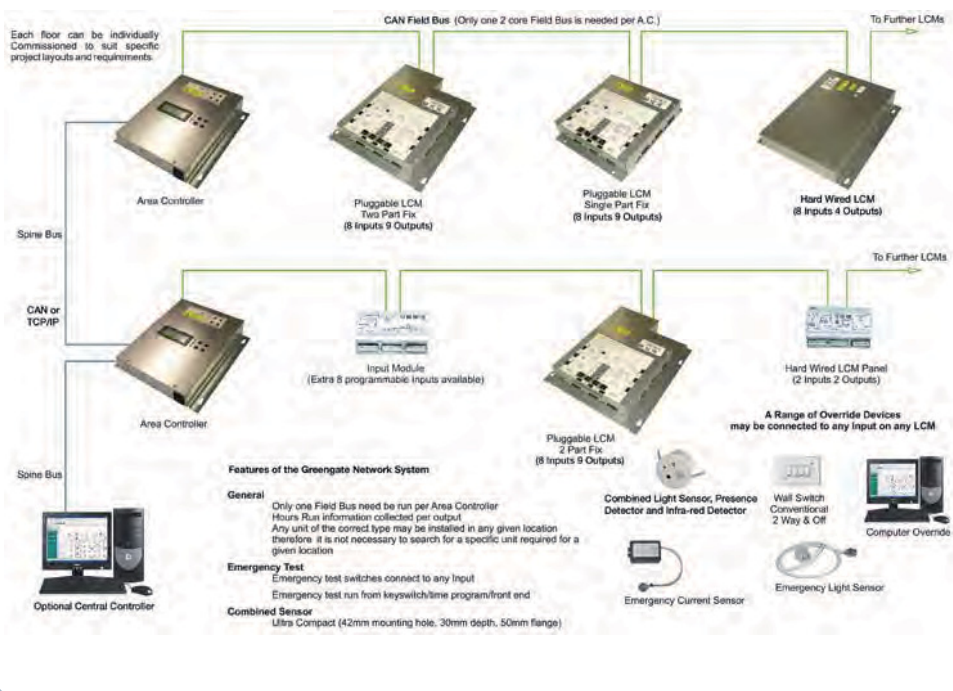 CAN Field Bus (Only one 2 core Field Bus is needed per A.C.)
To Further LCMs
Each floor can be individually
Commissioned to suit specific
project layouts and requirements.
Area Controller
Pluggable LCM
Two Part Fix
(8 Inputs 9 Outputs)
Pluggable LCM
Single Part Fix
(8 Inputs 9 Outputs)
Hard Wired LCM
(8 Inputs 4 Outputs)
Spine Bus
To Further LCMs
CAN or
TCP/IP
Input Module
(Extra 8 programmable Inputs available)
Hard Wired LCM Panel
(2 Inputs 2 Outputs)
Area Controller
Pluggable LCM
2 Part Fix
(8 Inputs 9 Outputs)
A Range of Override Devices
may be connected to any Input on any LCM
Spine Bus
Features of the Greengate Network System
General
Only one Field Bus need be run per Area Controller
Hours Run information collected per output
Any unit of the correct type may be installed in any given location
therefore it is not necessary to search for a specific unit required for a
given location
Emergency Test
Emergency test switches connect to any Input
Emergency test run from keyswitch/time program/front end
Combined Sensor
Ultra Compact (42mm mounting hole, 30mm depth, 50mm flange)
Combined Light Sensor, Presence
Detector and Infra-red Detector
Wall Switch
Conventional
2 Way & Off
Computer Override
Emergency Current Sensor
Emergency Light Sensor
Optional Central Controller